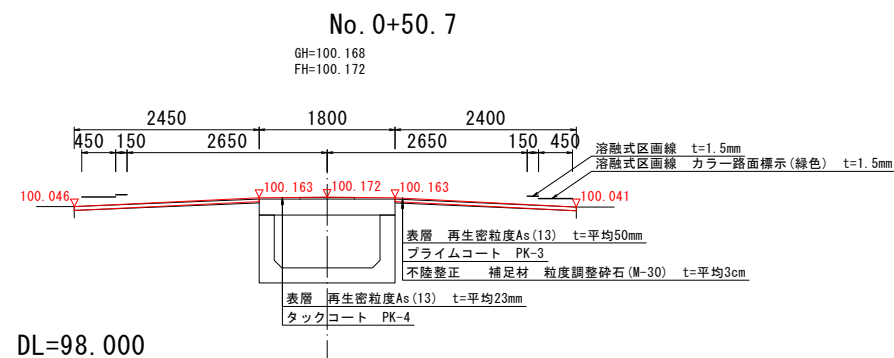 No.0+50.7
GH=100.168
FH=100.172
2450 1800 2400
450 150 2650 2650 150 450
溶融式区画線 t=1.5mm
溶融式区画線 カラー路面標示(緑色) t=1.5mm
100.046 100.163 100.172 100.163 100.041
表層 再生密粒度As(13) t=平均50mm
プライムコート PK-3
不陸整正 補足材 粒度調整砕石(M-30) t=平均3cm
表層 再生密粒度As(13) t=平均23mm
タックコート PK-4
DL=98.000